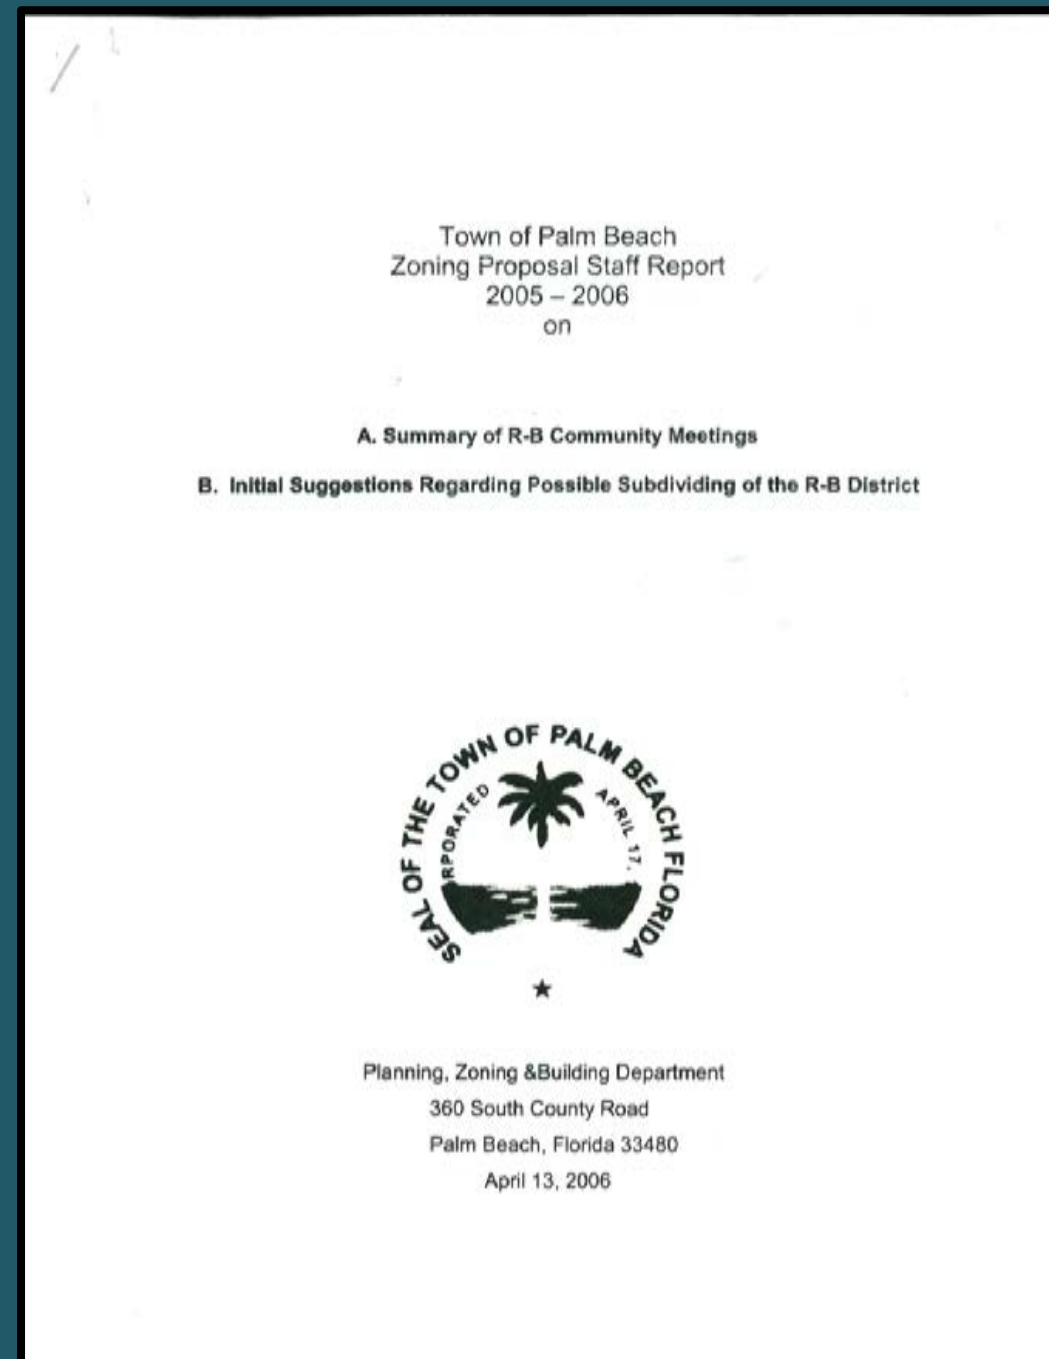 Town of Palm Beach
Zoning Proposal Staff Report
2005 – 2006
on
A. Summary of R-B Community Meetings
B. Initial Suggestions Regarding Possible Subdividing of the R-B District
SEAL OF THE TOWN OF PALM BEACH FLORIDA
RPORATED APRIL 17,
Planning, Zoning &Building Department
360 South County Road
Palm Beach, Florida 33480
April 13, 2006